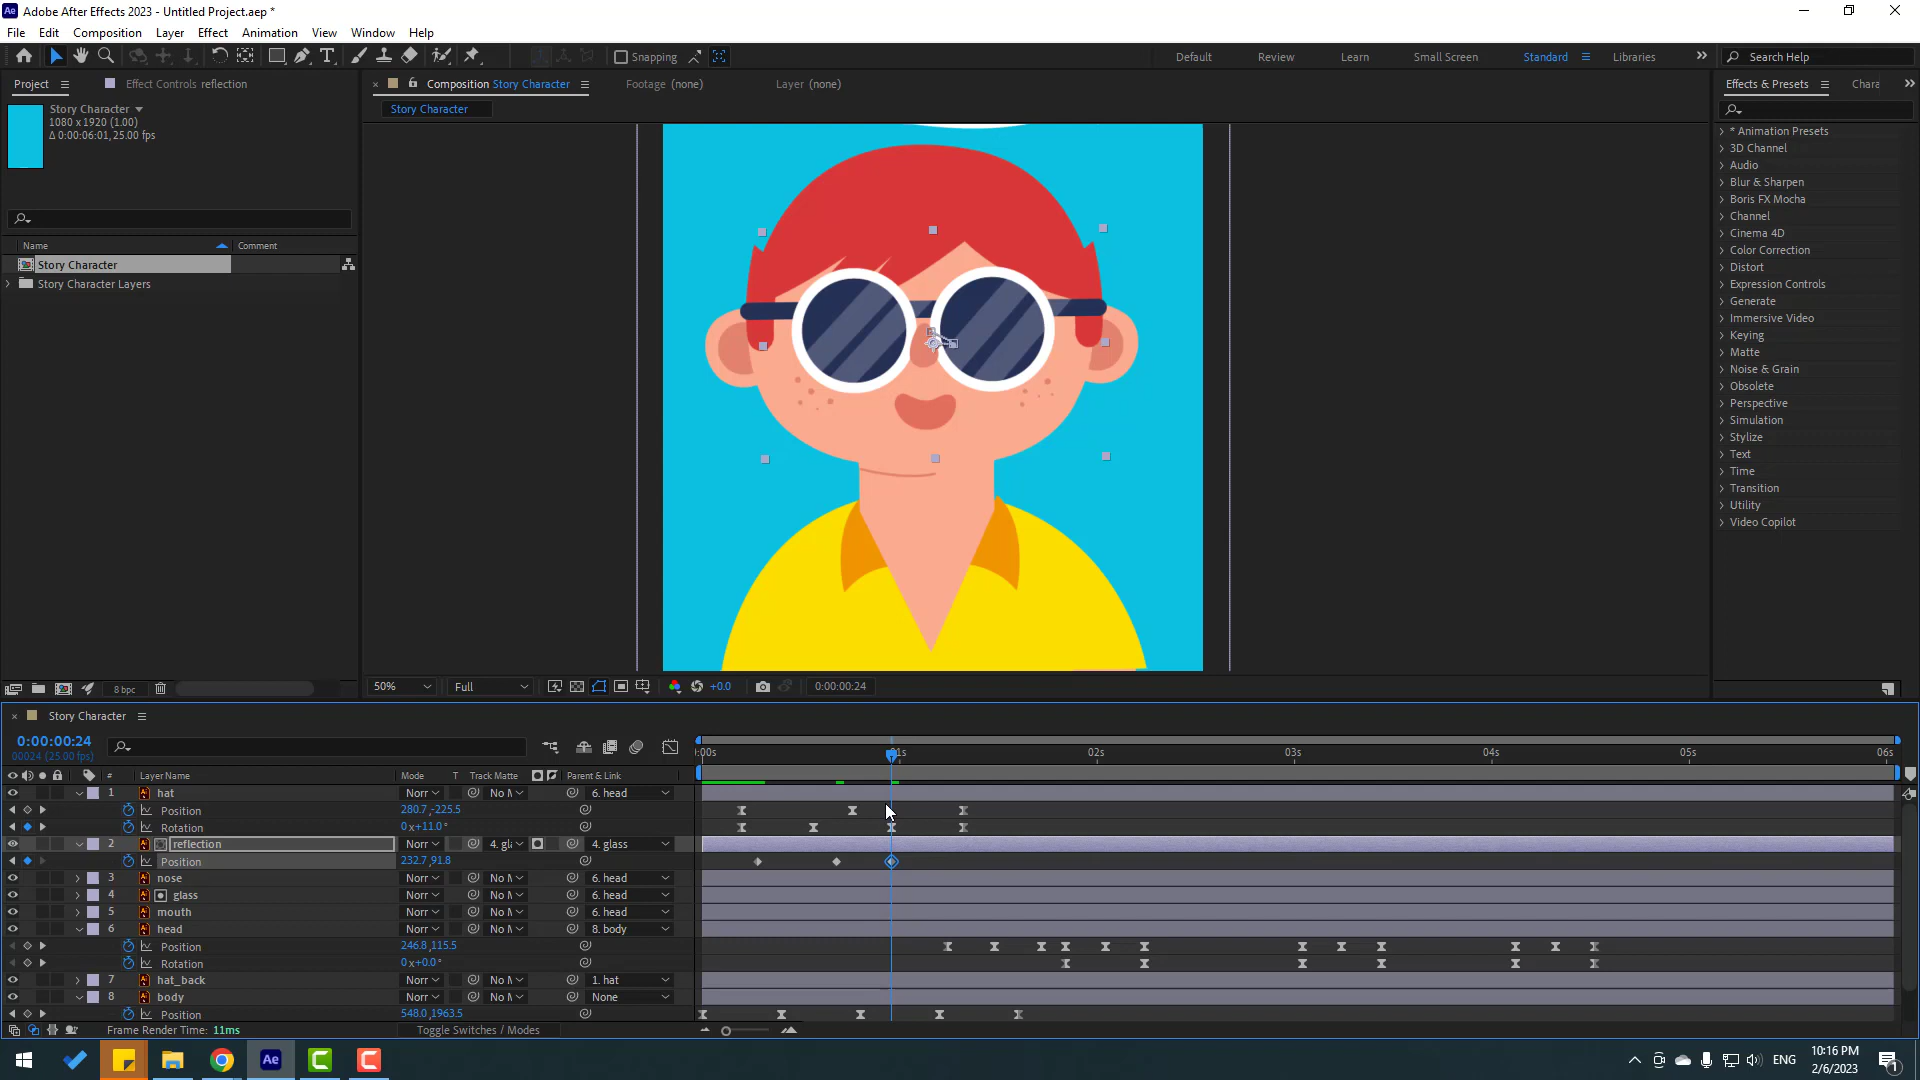 Adobe After Effects 2023 - Untitled Project.aep *
File Edit Composition Layer Effect Animation View Window Help
Snapping
Default Review Learn Small Screen Standard Libraries Search Help
Project Effect Controls reflection
Composition Story Character Footage (none) Layer (none)
Effects & Presets Chara
Story Character
1080 x 1920 (1.00)
Δ 0:00:06:01, 25.00 fps
Story Character
* Animation Presets
3D Channel
Audio
Blur & Sharpen
Boris FX Mocha
Channel
Cinema 4D
Color Correction
Distort
Expression Controls
Generate
Immersive Video
Keying
Matte
Noise & Grain
Obsolete
Perspective
Simulation
Stylize
Text
Time
Transition
Utility
Video Copilot
Name Comment
Story Character
Story Character Layers
8 bpc
50% Full +0.0 0:00:00:24
Story Character
0:00:00:24
00024 (25.00 fps)
:00s 01s 02s 03s 04s 05s 06s
# Layer Name Mode T Track Matte Parent & Link
1 hat Norr No M 6. head
Position 280.7,-225.5
Rotation 0x+11.0°
2 reflection Norr 4. gla 4. glass
Position 232.7,91.8
3 nose Norr No M 6. head
4 glass Norr No M 6. head
5 mouth Norr No M 6. head
6 head Norr No M 8. body
Position 246.8,115.5
Rotation 0x+0.0°
7 hat_back Norr No M 1. hat
8 body Norr No M None
Position 548.0,1963.5
Frame Render Time: 11ms Toggle Switches / Modes
Ae
ENG
10:16 PM
2/6/2023
1